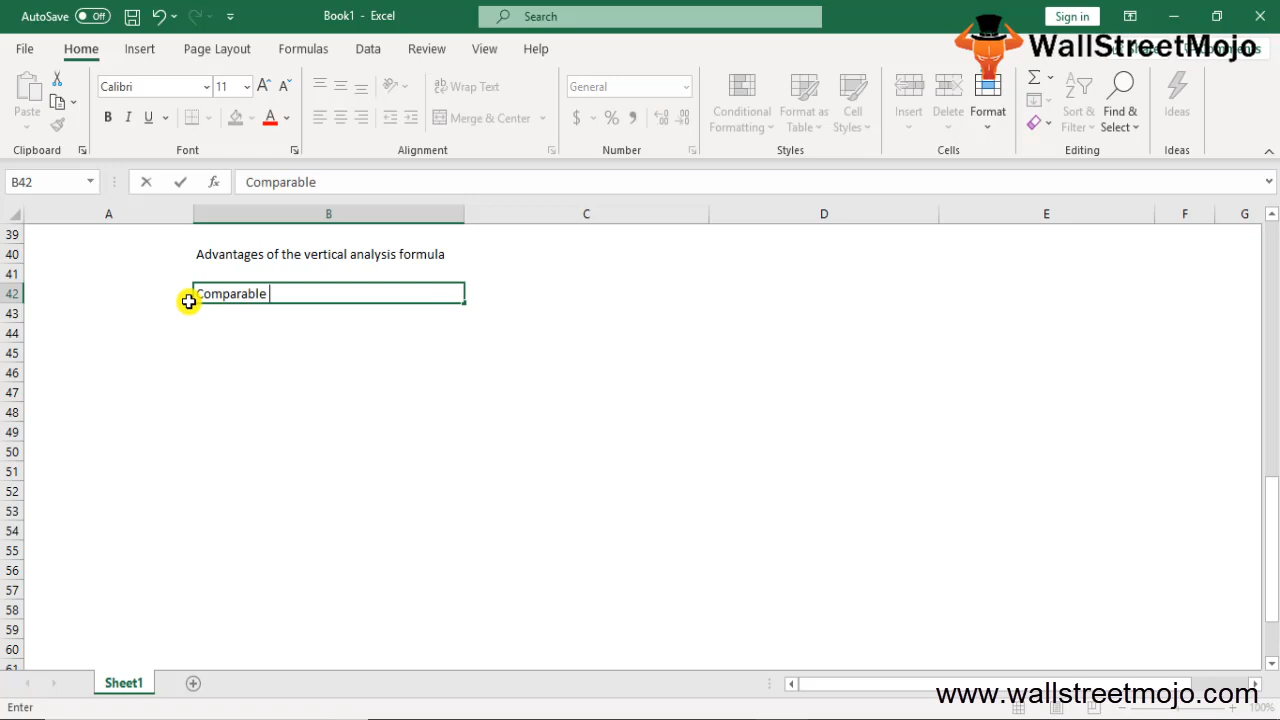 AutoSave Off Book1 - Excel Search Sign in
WallStreetMojo
File Home Insert Page Layout Formulas Data Review View Help
Calibri 11 Wrap Text General
Paste B I U Merge & Center $ % Conditional Formatting Format as Table Cell Styles Insert Delete Format Sort & Filter Find & Select Ideas
Clipboard Font Alignment Number Styles Cells Editing Ideas
B42 fx Comparable
A B C D E F G
39
40 Advantages of the vertical analysis formula
41
42 Comparable
43
44
45
46
47
48
49
50
51
52
53
54
55
56
57
58
59
60
61
Sheet1
www.wallstreetmojo.com
Enter 100%